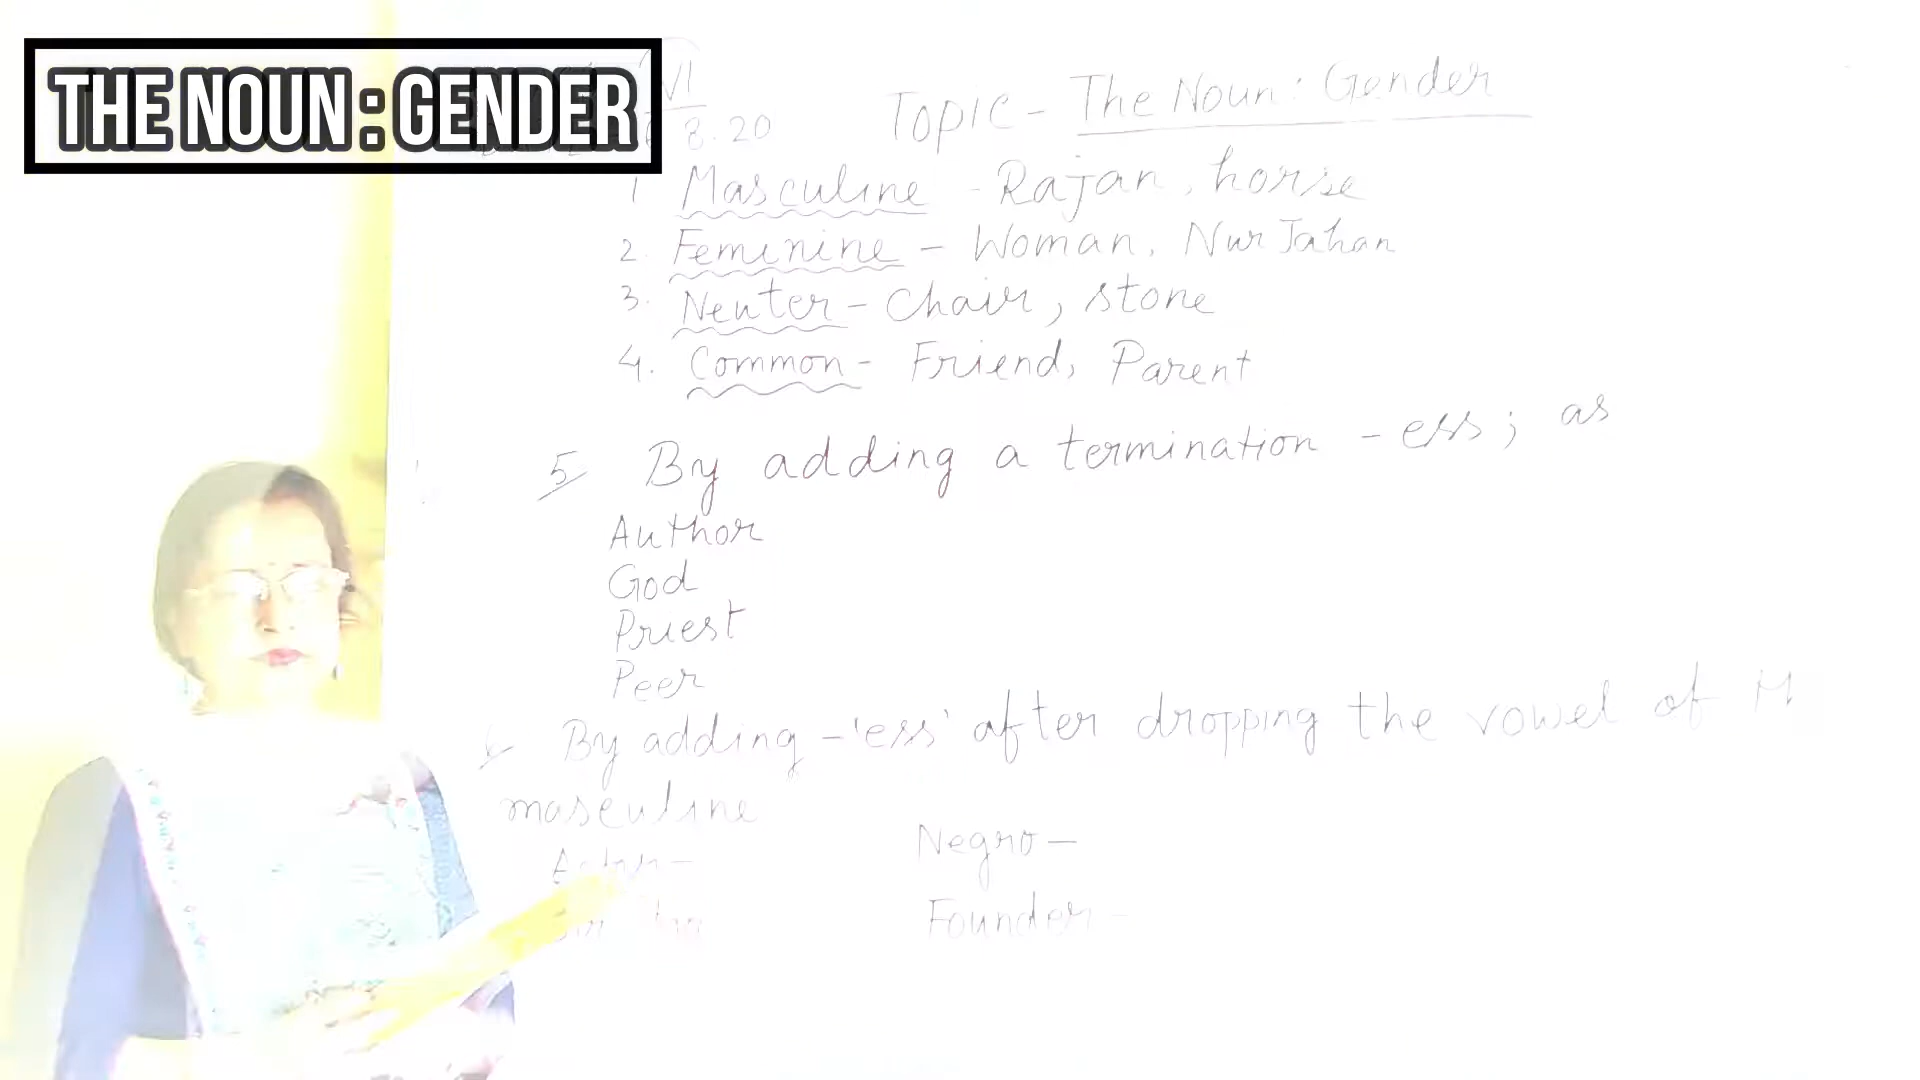 THE NOUN : GENDER
VI
8.20
Topic - The Noun : Gender
1 Masculine - Rajan, horse
2. Feminine - Woman, Nur Jahan
3. Neuter - Chair, stone
4. Common - Friend, Parent
5 By adding a termination - ess; as
Author
God
Priest
Peer
By adding - 'ess' after dropping the vowel of
masculine
Actor -
Negro -
Founder -